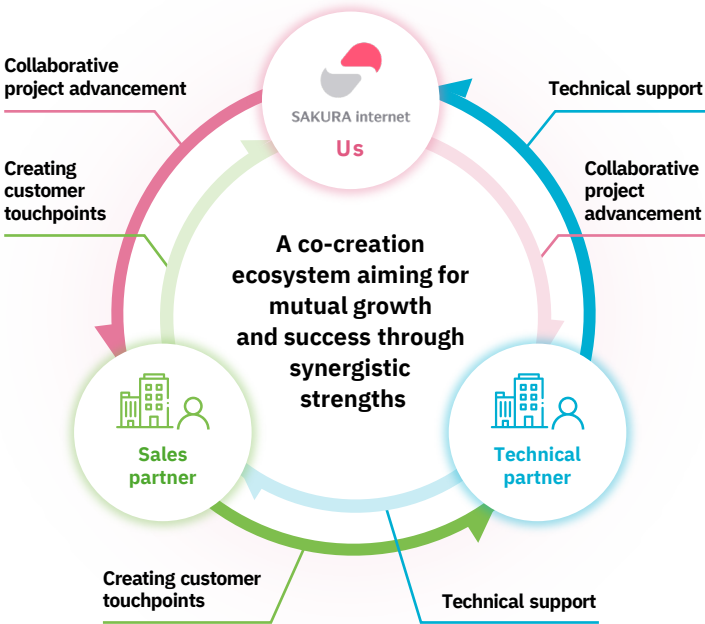 SAKURA internet
Us
Collaborative
project advancement
Technical support
Creating
customer
touchpoints
Collaborative
project
advancement
A co-creation
ecosystem aiming for
mutual growth
and success through
synergistic
strengths
Sales
partner
Technical
partner
Creating customer
touchpoints
Technical support